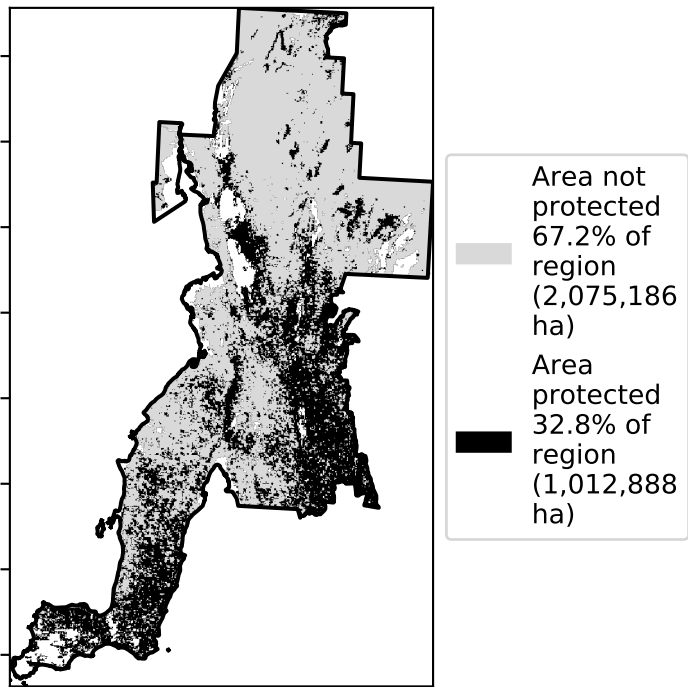 Area not
protected
67.2% of
region
(2,075,186
ha)
Area
protected
32.8% of
region
(1,012,888
ha)